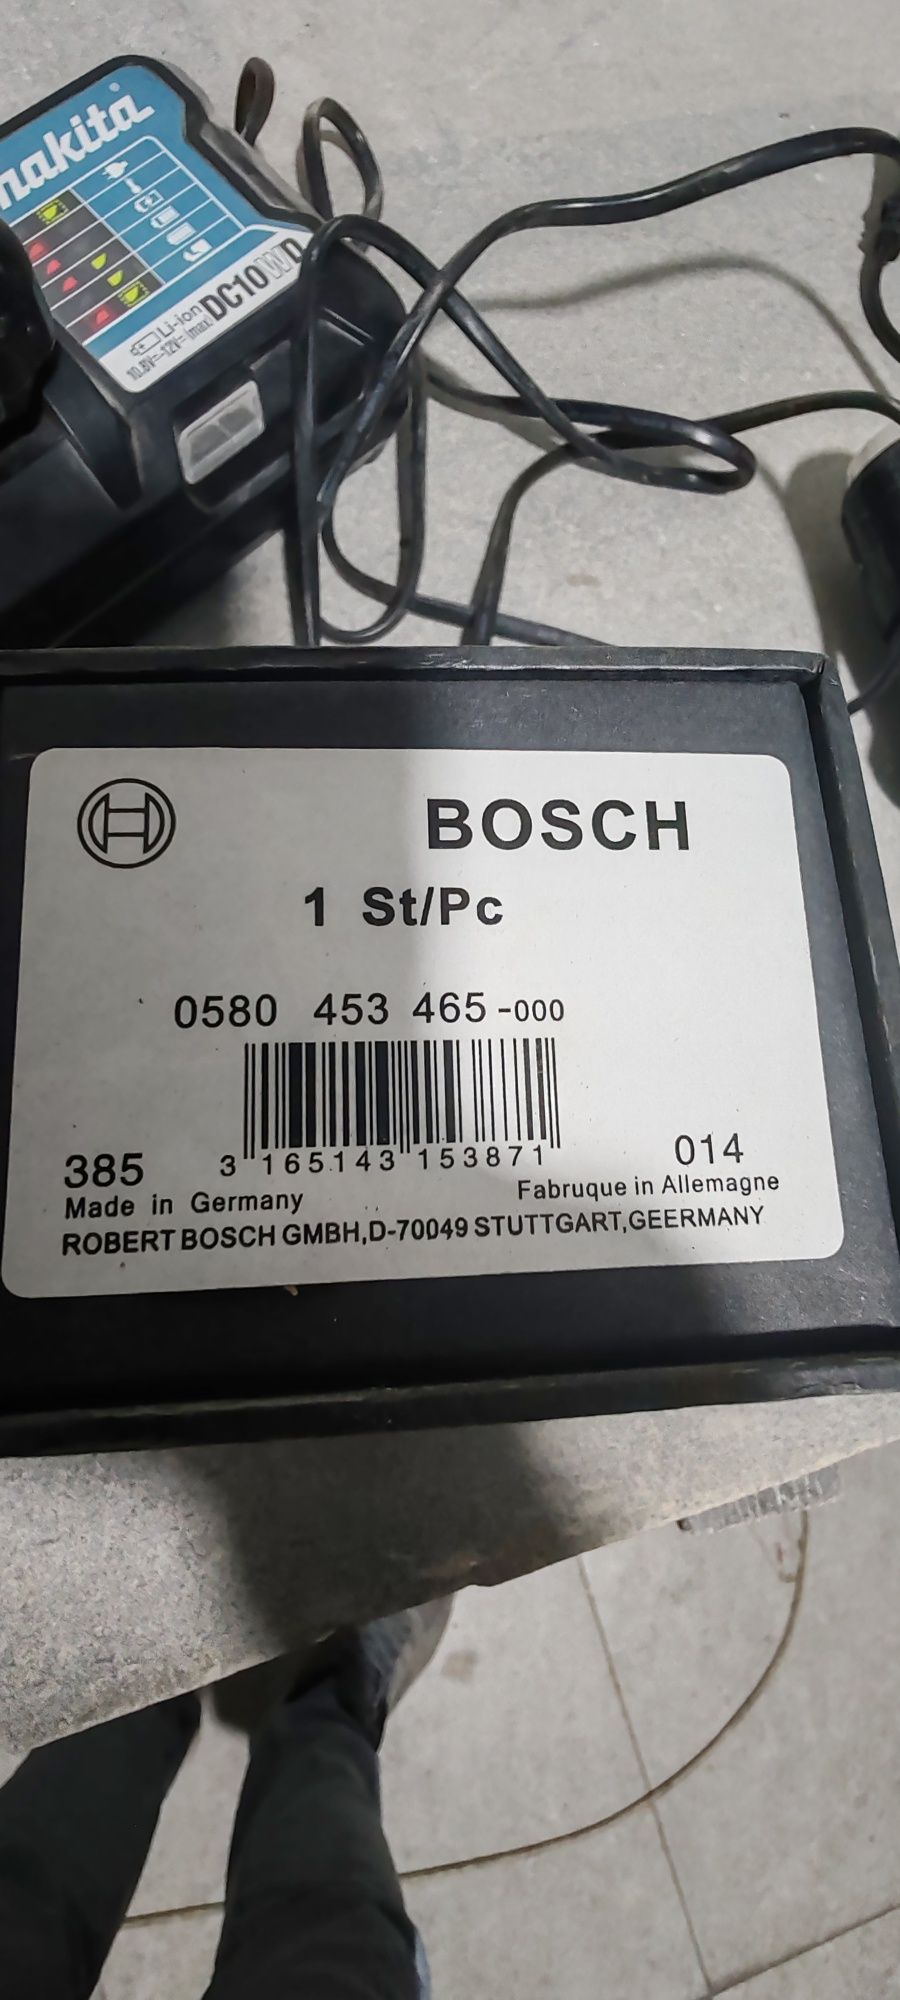 makita
Li-ion DC10WD
10.8V⎓-12V⎓(max)
BOSCH
1 St/Pc
0580 453 465-000
3 165143 153871
385
014
Made in Germany
Fabruque in Allemagne
ROBERT BOSCH GMBH,D-70049 STUTTGART,GEERMANY